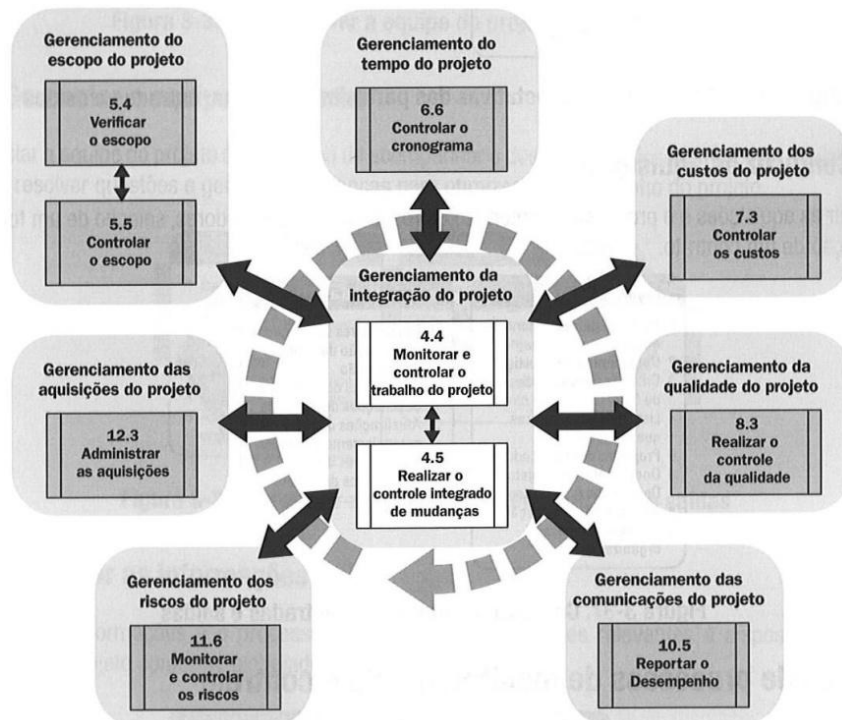 Gerenciamento do
escopo do projeto
5.4
Verificar
o escopo
5.5
Controlar
o escopo
Gerenciamento do
tempo do projeto
6.6
Controlar o
cronograma
Gerenciamento dos
custos do projeto
7.3
Controlar
os custos
Gerenciamento da
integração do projeto
4.4
Monitorar e
controlar o
trabalho do projeto
4.5
Realizar o
controle integrado
de mudanças
Gerenciamento das
aquisições do projeto
12.3
Administrar
as aquisições
Gerenciamento da
qualidade do projeto
8.3
Realizar o
controle
da qualidade
Gerenciamento dos
riscos do projeto
11.6
Monitorar
e controlar
os riscos
Gerenciamento das
comunicações do projeto
10.5
Reportar o
Desempenho